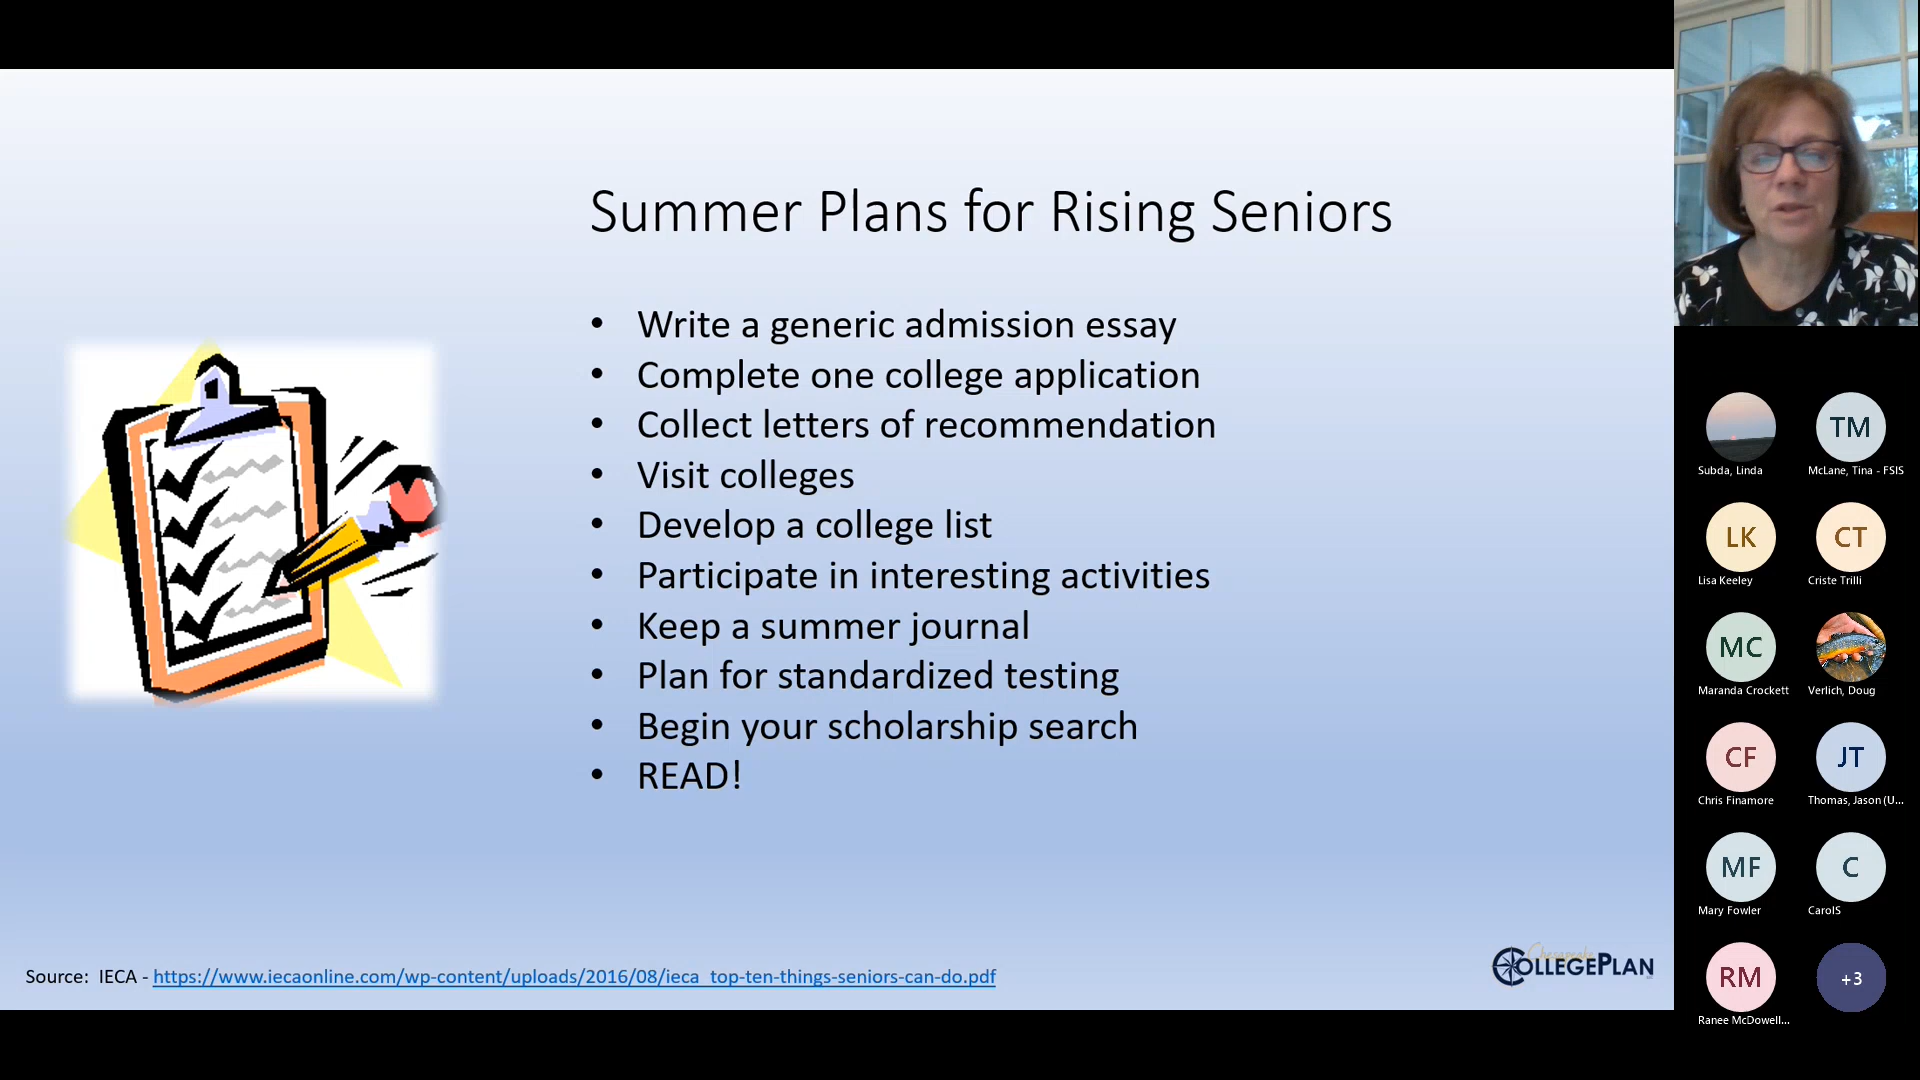 Summer Plans for Rising Seniors
• Write a generic admission essay
• Complete one college application
• Collect letters of recommendation
• Visit colleges
• Develop a college list
• Participate in interesting activities
• Keep a summer journal
• Plan for standardized testing
• Begin your scholarship search
• READ!
Source: IECA - https://www.iecaonline.com/wp-content/uploads/2016/08/ieca_top-ten-things-seniors-can-do.pdf
COLLEGEPLAN
TM
Subda, Linda
McLane, Tina - FSIS
LK
CT
Lisa Keeley
Criste Trilli
MC
Maranda Crockett
Verlich, Doug
CF
JT
Chris Finamore
Thomas, Jason (U...
MF
C
Mary Fowler
CarolS
RM
+3
Ranee McDowell...